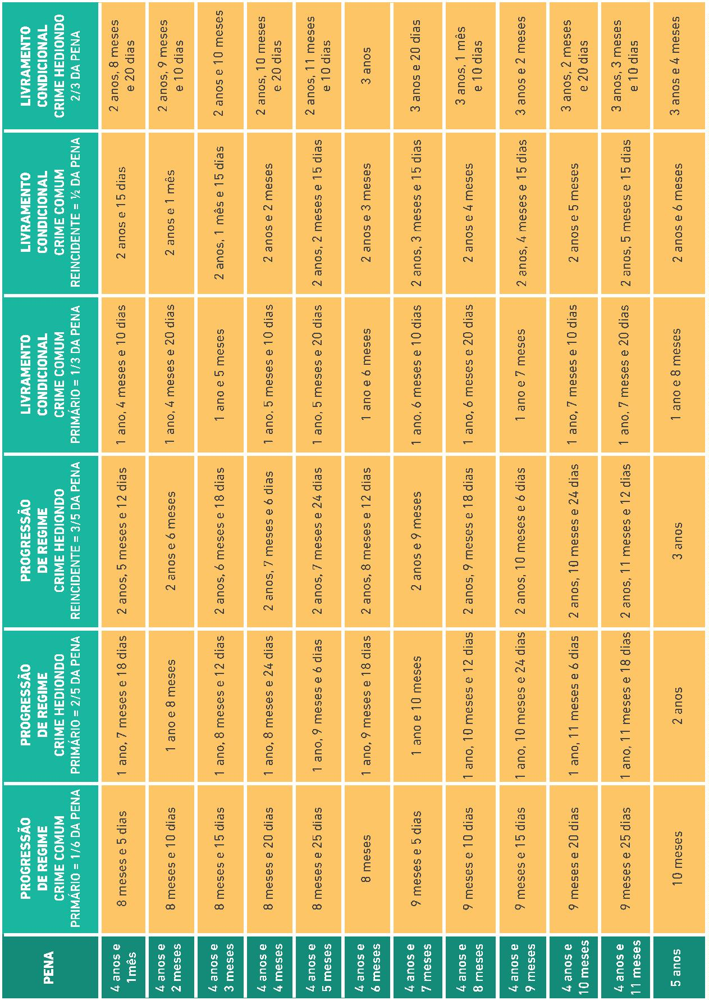 PENA
PROGRESSÃO
DE REGIME
CRIME COMUM
PRIMÁRIO = 1/6 DA PENA
PROGRESSÃO
DE REGIME
CRIME HEDIONDO
PRIMÁRIO = 2/5 DA PENA
PROGRESSÃO
DE REGIME
CRIME HEDIONDO
REINCIDENTE = 3/5 DA PENA
LIVRAMENTO
CONDICIONAL
CRIME COMUM
PRIMÁRIO = 1/3 DA PENA
LIVRAMENTO
CONDICIONAL
CRIME COMUM
REINCIDENTE = ½ DA PENA
LIVRAMENTO
CONDICIONAL
CRIME HEDIONDO
2/3 DA PENA
4 anos e
1mês
8 meses e 5 dias
1 ano, 7 meses e 18 dias
2 anos, 5 meses e 12 dias
1 ano, 4 meses e 10 dias
2 anos e 15 dias
2 anos, 8 meses
e 20 dias
4 anos e
2 meses
8 meses e 10 dias
1 ano e 8 meses
2 anos e 6 meses
1 ano, 4 meses e 20 dias
2 anos e 1 mês
2 anos, 9 meses
e 10 dias
4 anos e
3 meses
8 meses e 15 dias
1 ano, 8 meses e 12 dias
2 anos, 6 meses e 18 dias
1 ano e 5 meses
2 anos, 1 mês e 15 dias
2 anos e 10 meses
4 anos e
4 meses
8 meses e 20 dias
1 ano, 8 meses e 24 dias
2 anos, 7 meses e 6 dias
1 ano, 5 meses e 10 dias
2 anos e 2 meses
2 anos, 10 meses
e 20 dias
4 anos e
5 meses
8 meses e 25 dias
1 ano, 9 meses e 6 dias
2 anos, 7 meses e 24 dias
1 ano, 5 meses e 20 dias
2 anos, 2 meses e 15 dias
2 anos, 11 meses
e 10 dias
4 anos e
6 meses
8 meses
1 ano, 9 meses e 18 dias
2 anos, 8 meses e 12 dias
1 ano e 6 meses
2 anos e 3 meses
3 anos
4 anos e
7 meses
9 meses e 5 dias
1 ano e 10 meses
2 anos e 9 meses
1 ano, 6 meses e 10 dias
2 anos, 3 meses e 15 dias
3 anos e 20 dias
4 anos e
8 meses
9 meses e 10 dias
1 ano, 10 meses e 12 dias
2 anos, 9 meses e 18 dias
1 ano, 6 meses e 20 dias
2 anos e 4 meses
3 anos, 1 mês
e 10 dias
4 anos e
9 meses
9 meses e 15 dias
1 ano, 10 meses e 24 dias
2 anos, 10 meses e 6 dias
1 ano e 7 meses
2 anos, 4 meses e 15 dias
3 anos e 2 meses
4 anos e
10 meses
9 meses e 20 dias
1 ano, 11 meses e 6 dias
2 anos, 10 meses e 24 dias
1 ano, 7 meses e 10 dias
2 anos e 5 meses
3 anos, 2 meses
e 20 dias
4 anos e
11 meses
9 meses e 25 dias
1 ano, 11 meses e 18 dias
2 anos, 11 meses e 12 dias
1 ano, 7 meses e 20 dias
2 anos, 5 meses e 15 dias
3 anos, 3 meses
e 10 dias
5 anos
10 meses
2 anos
3 anos
1 ano e 8 meses
2 anos e 6 meses
3 anos e 4 meses